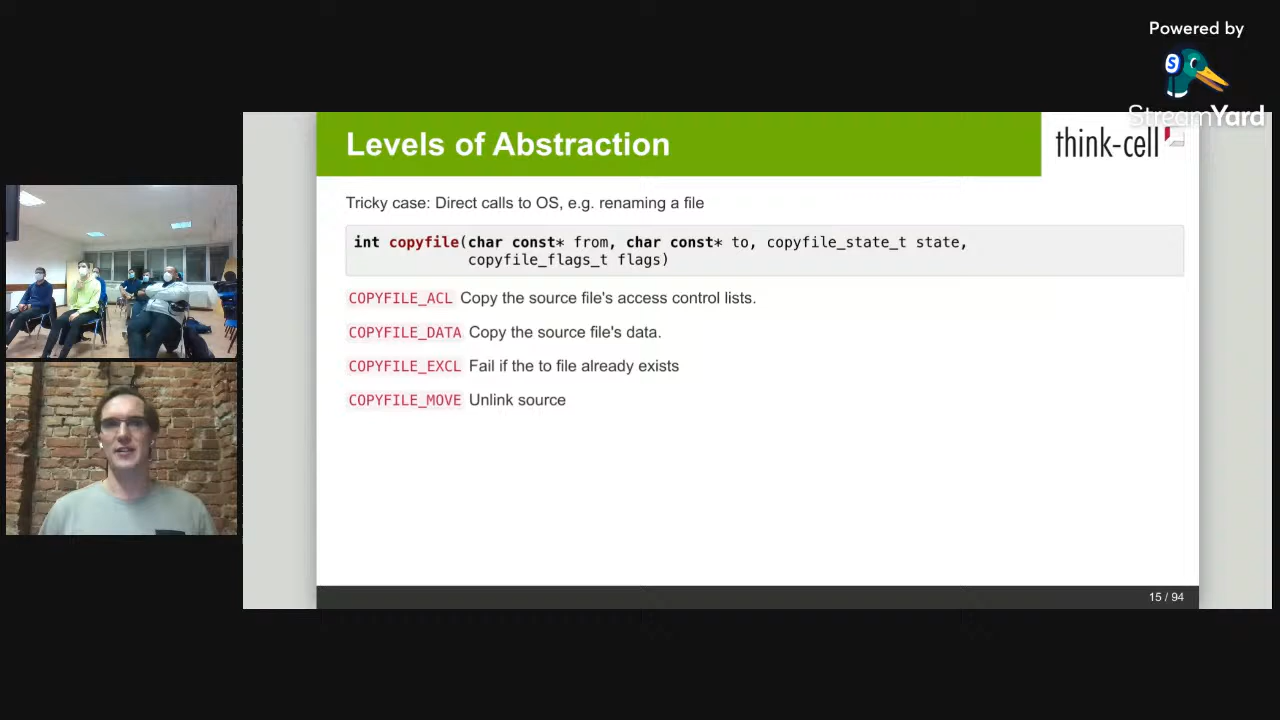 Powered by
S
StreamYard
Levels of Abstraction
think-cell
Tricky case: Direct calls to OS, e.g. renaming a file
int copyfile(char const* from, char const* to, copyfile_state_t state,
copyfile_flags_t flags)
COPYFILE_ACL Copy the source file's access control lists.
COPYFILE_DATA Copy the source file's data.
COPYFILE_EXCL Fail if the to file already exists
COPYFILE_MOVE Unlink source
15 / 94